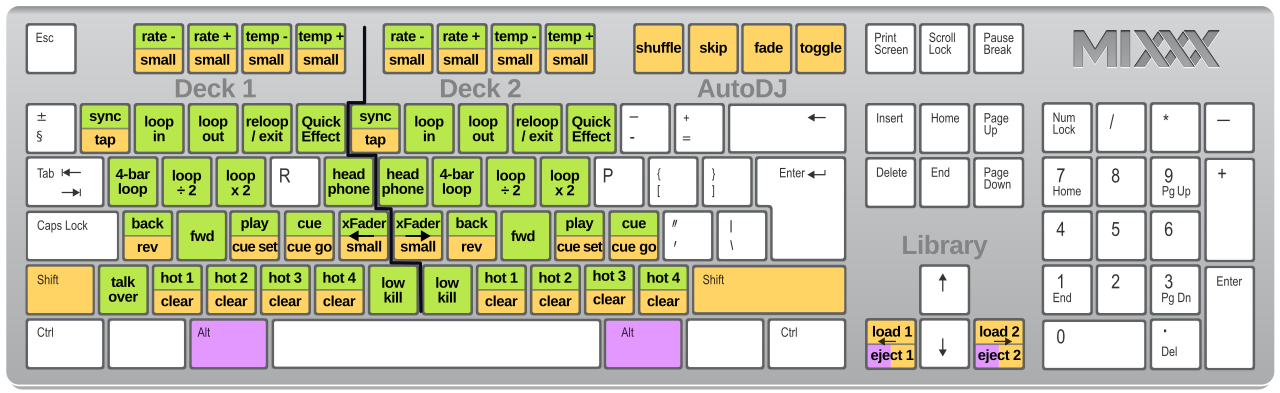 Esc
rate - rate + temp - temp +
small small small small
rate - rate + temp - temp +
small small small small
shuffle skip fade toggle
Print
Screen
Scroll
Lock
Pause
Break
MIXXX
Deck 1
Deck 2
AutoDJ
±
§
sync
tap
loop
in
loop
out
reloop
/ exit
Quick
Effect
sync
tap
loop
in
loop
out
reloop
/ exit
Quick
Effect
—
-
+
=
←
Insert
Home
Page
Up
Num
Lock
/
*
—
Tab
4-bar
loop
loop
÷ 2
loop
x 2
R
head
phone
head
phone
4-bar
loop
loop
÷ 2
loop
x 2
P
{
[
}
]
Enter
Delete
End
Page
Down
7
Home
8
9
Pg Up
+
Caps Lock
back
rev
fwd
play
cue set
cue
cue go
xFader
small
xFader
small
back
rev
fwd
play
cue set
cue
cue go
"
'
|
\
Library
4
5
6
Shift
talk
over
hot 1
clear
hot 2
clear
hot 3
clear
hot 4
clear
low
kill
low
kill
hot 1
clear
hot 2
clear
hot 3
clear
hot 4
clear
Shift
↑
1
End
2
3
Pg Dn
Enter
Ctrl
Alt
Alt
Ctrl
load 1
eject 1
↓
load 2
eject 2
0
.
Del